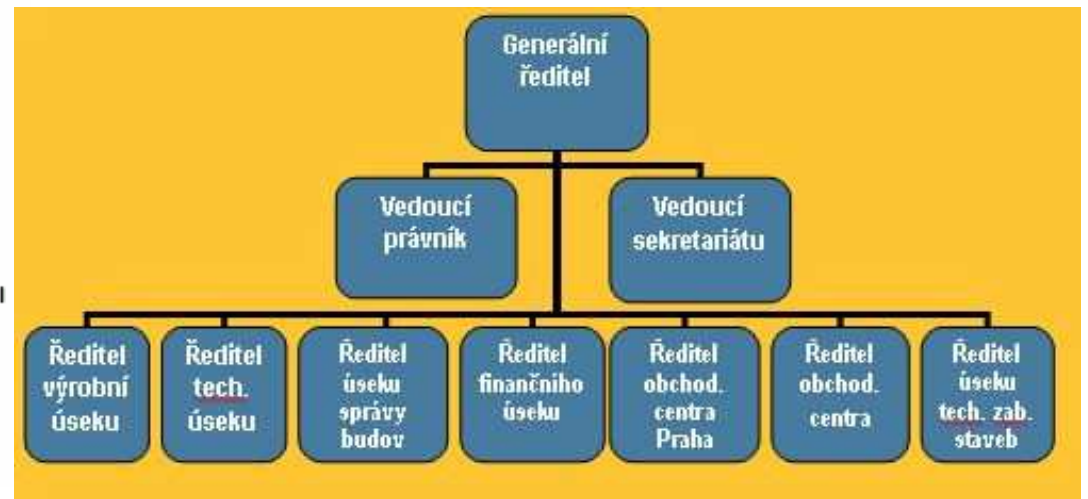 Generální
ředitel
Vedoucí
právník
Vedoucí
sekretariátu
Ředitel
výrobní
úseku
Ředitel
tech.
úseku
Ředitel
úseku
správy
budov
Ředitel
finančního
úseku
Ředitel
obchod.
centra
Praha
Ředitel
obchod.
centra
Ředitel
úseku
tech. zab.
staveb